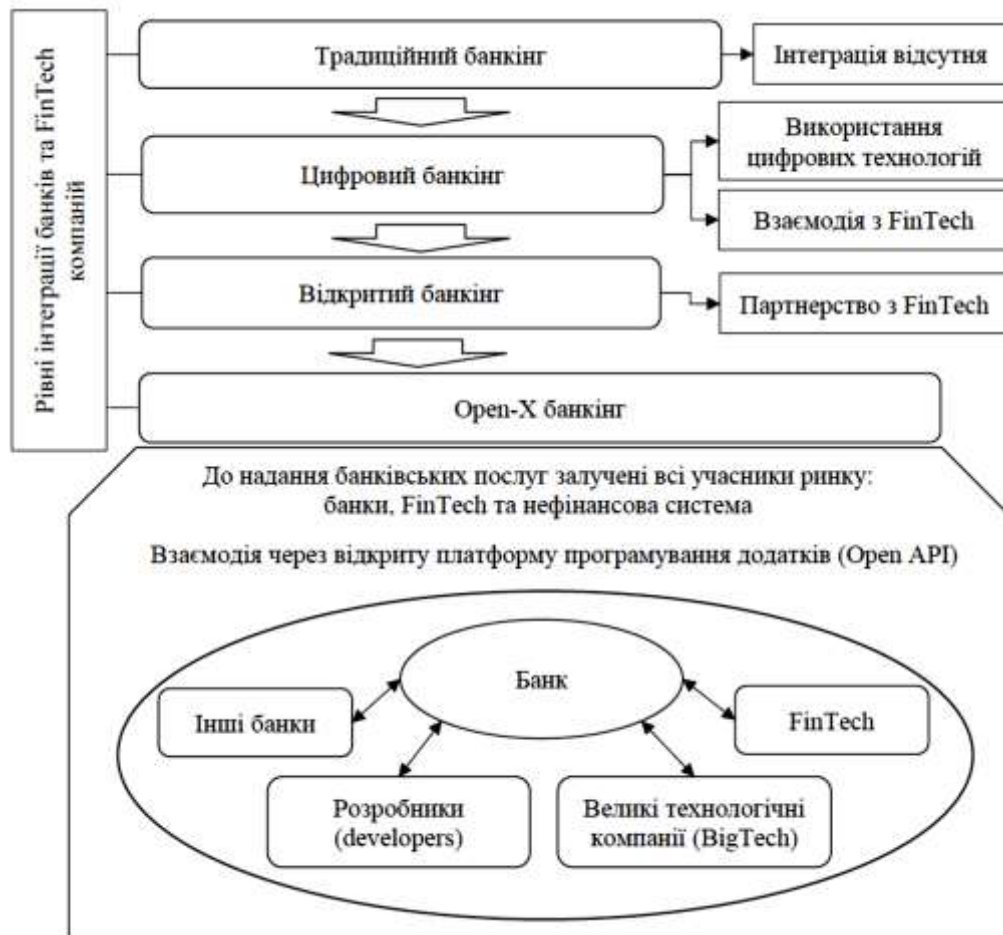 Рівні інтеграції банків та FinTech
компаній
Традиційний банкінг
Інтеграція відсутня
Цифровий банкінг
Використання
цифрових технологій
Взаємодія з FinTech
Відкритий банкінг
Партнерство з FinTech
Open-X банкінг
До надання банківських послуг залучені всі учасники ринку:
банки, FinTech та нефінансова система
Взаємодія через відкриту платформу програмування додатків (Open API)
Банк
Інші банки
FinTech
Розробники
(developers)
Великі технологічні
компанії (BigTech)